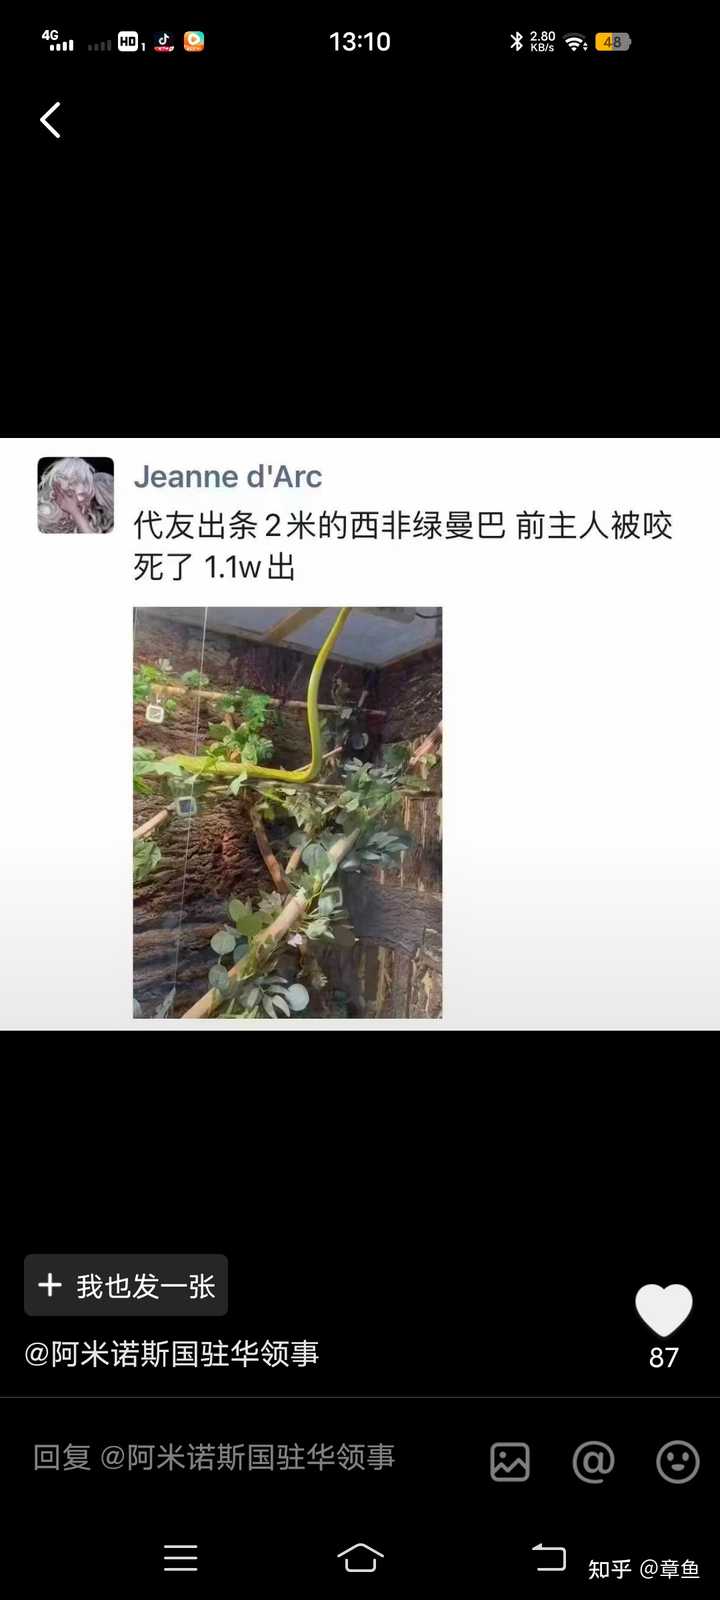 4G HD 1 13:10 2.80 KB/s 48
Jeanne d'Arc
代友出条2米的西非绿曼巴 前主人被咬
死了 1.1w出
+ 我也发一张
@阿米诺斯国驻华领事
87
回复 @阿米诺斯国驻华领事
知乎 @章鱼